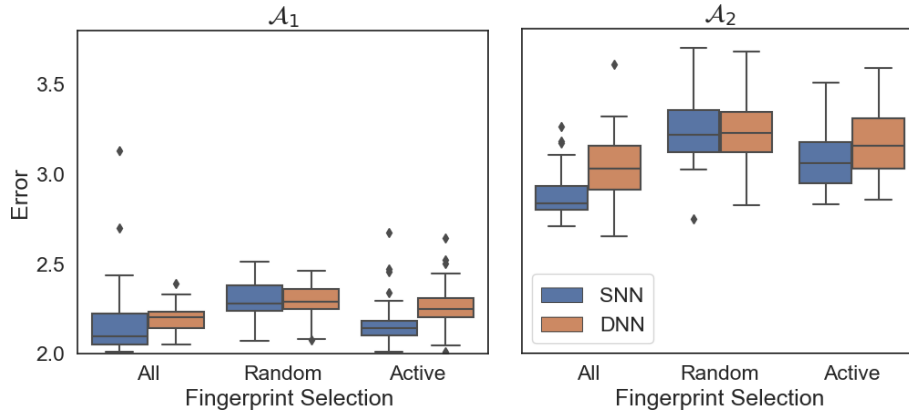 𝒜₁
𝒜₂
Error
3.5
3.0
2.5
2.0
SNN
DNN
All Random Active
All Random Active
Fingerprint Selection
Fingerprint Selection